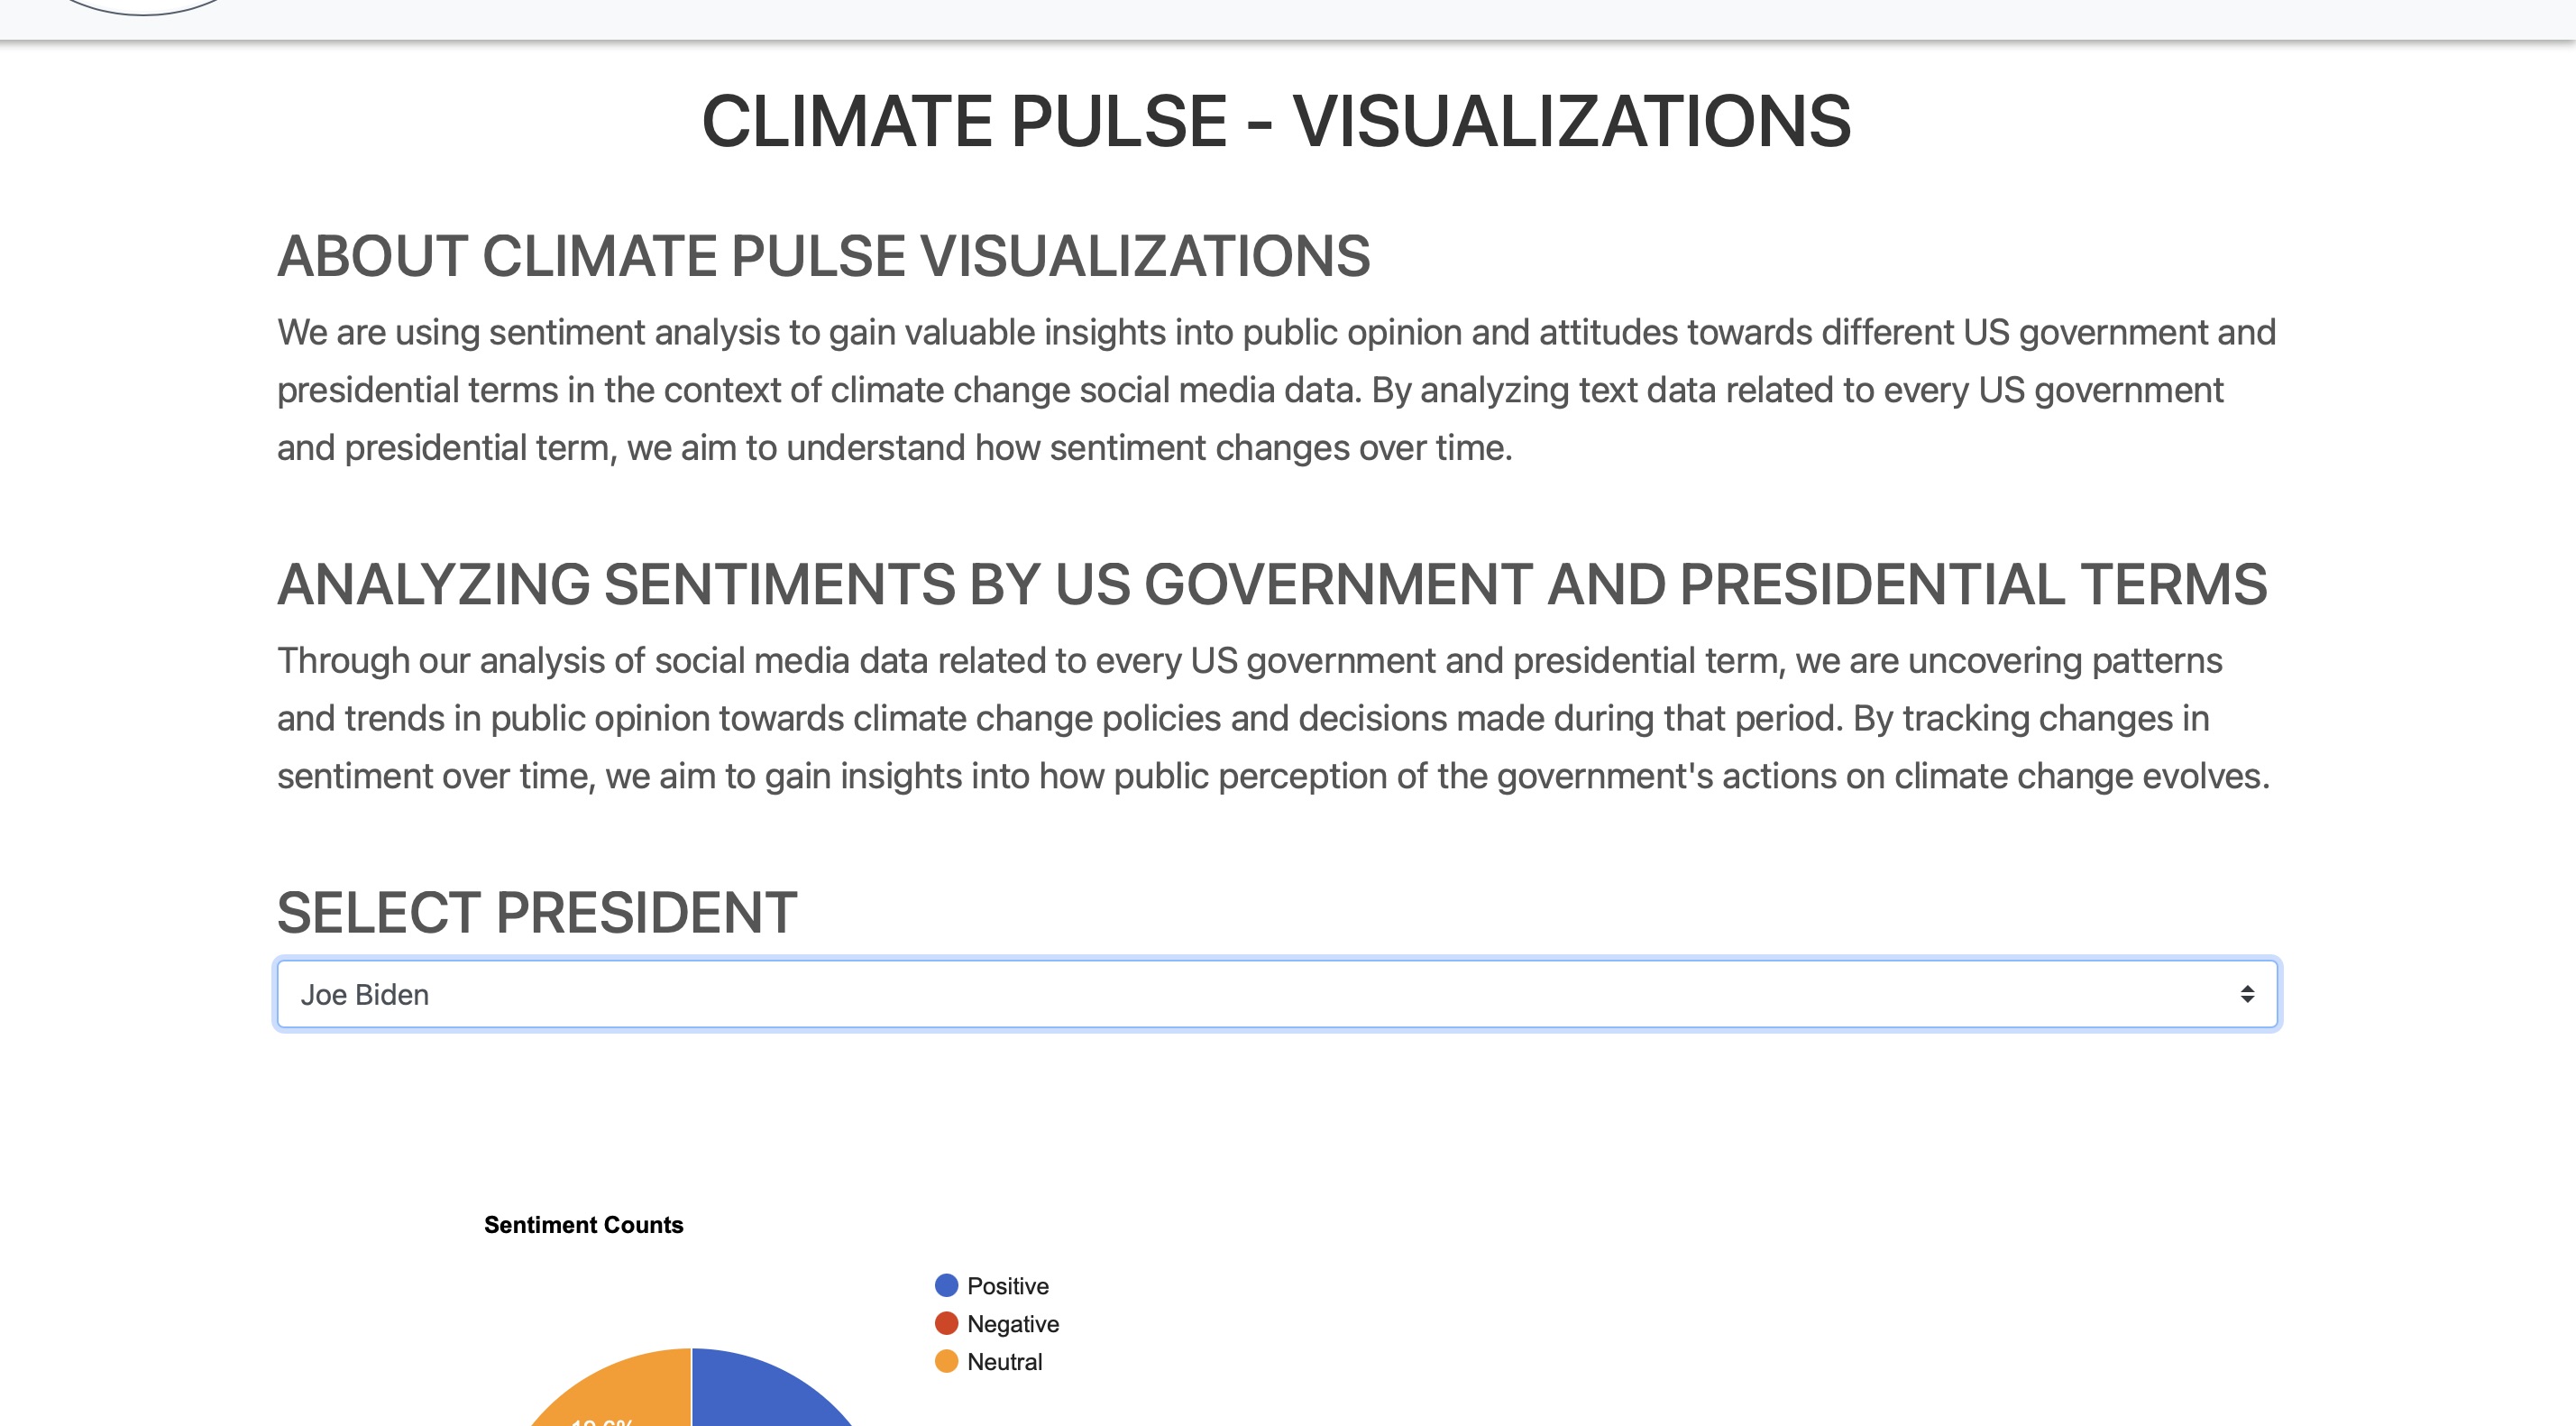 CLIMATE PULSE - VISUALIZATIONS
ABOUT CLIMATE PULSE VISUALIZATIONS
We are using sentiment analysis to gain valuable insights into public opinion and attitudes towards different US government and
presidential terms in the context of climate change social media data. By analyzing text data related to every US government
and presidential term, we aim to understand how sentiment changes over time.
ANALYZING SENTIMENTS BY US GOVERNMENT AND PRESIDENTIAL TERMS
Through our analysis of social media data related to every US government and presidential term, we are uncovering patterns
and trends in public opinion towards climate change policies and decisions made during that period. By tracking changes in
sentiment over time, we aim to gain insights into how public perception of the government's actions on climate change evolves.
SELECT PRESIDENT
Joe Biden
Sentiment Counts
Positive
Negative
Neutral